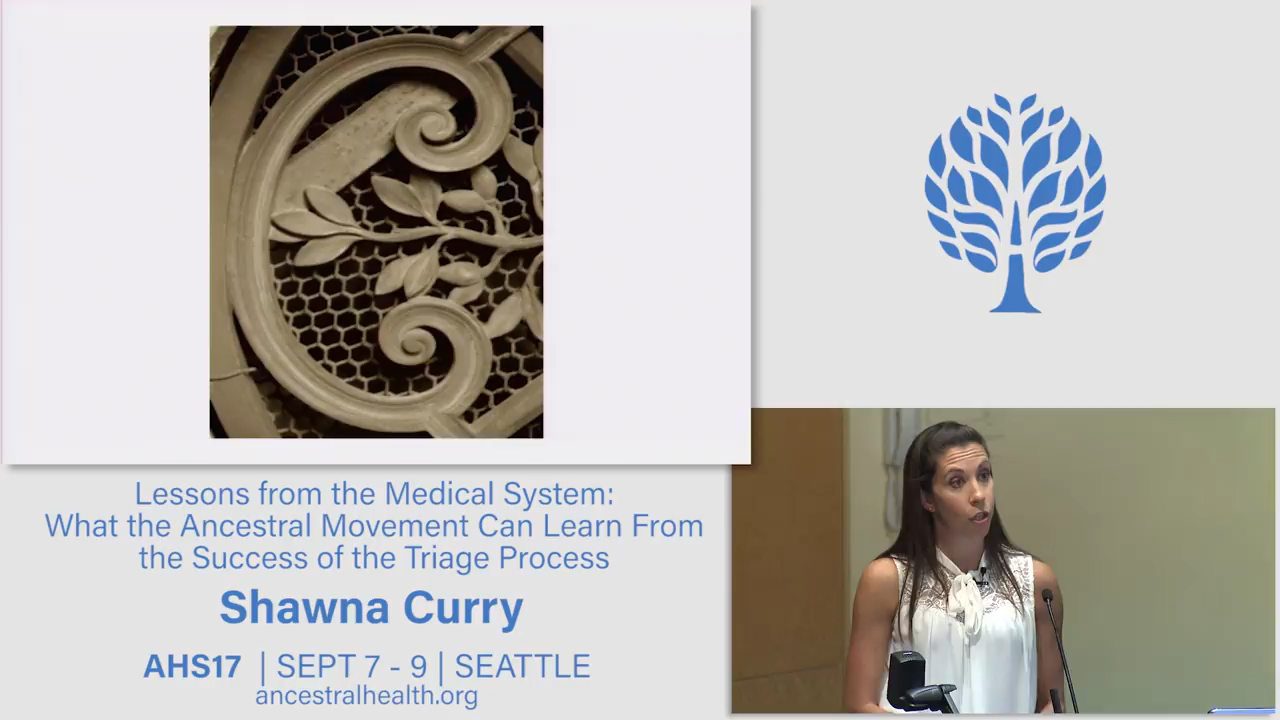 Lessons from the Medical System:
What the Ancestral Movement Can Learn From
the Success of the Triage Process
Shawna Curry
AHS17 | SEPT 7 - 9 | SEATTLE
ancestralhealth.org